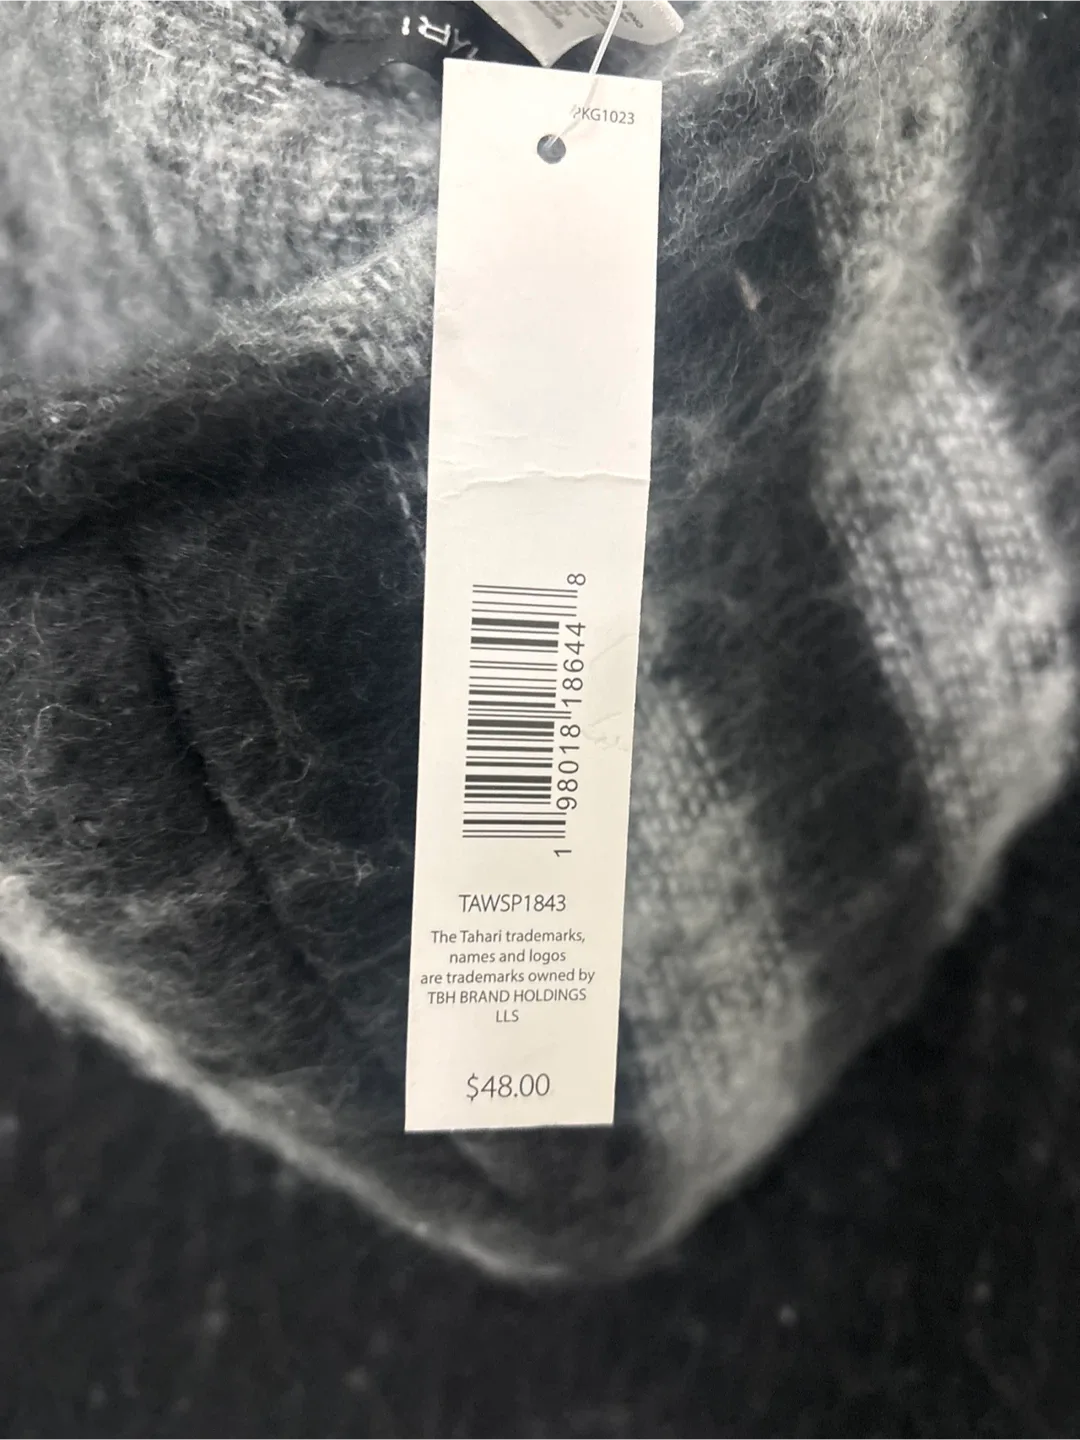 PKG1023
1 98018 18644 8
TAWSP1843
The Tahari trademarks,
names and logos
are trademarks owned by
TBH BRAND HOLDINGS
LLS
$48.00